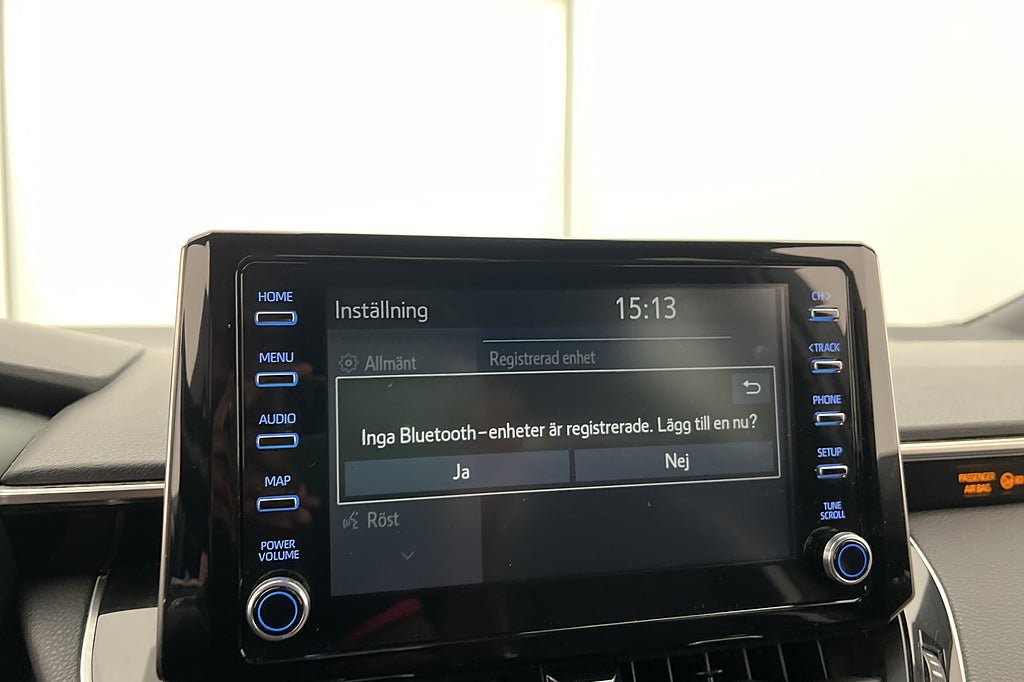 HOME
MENU
AUDIO
MAP
POWER
VOLUME
Inställning
15:13
Allmänt
Registrerad enhet
Inga Bluetooth-enheter är registrerade. Lägg till en nu?
Ja
Nej
Röst
CH>
<TRACK
PHONE
SETUP
TUNE
SCROLL
PASSENGER
AIR BAG